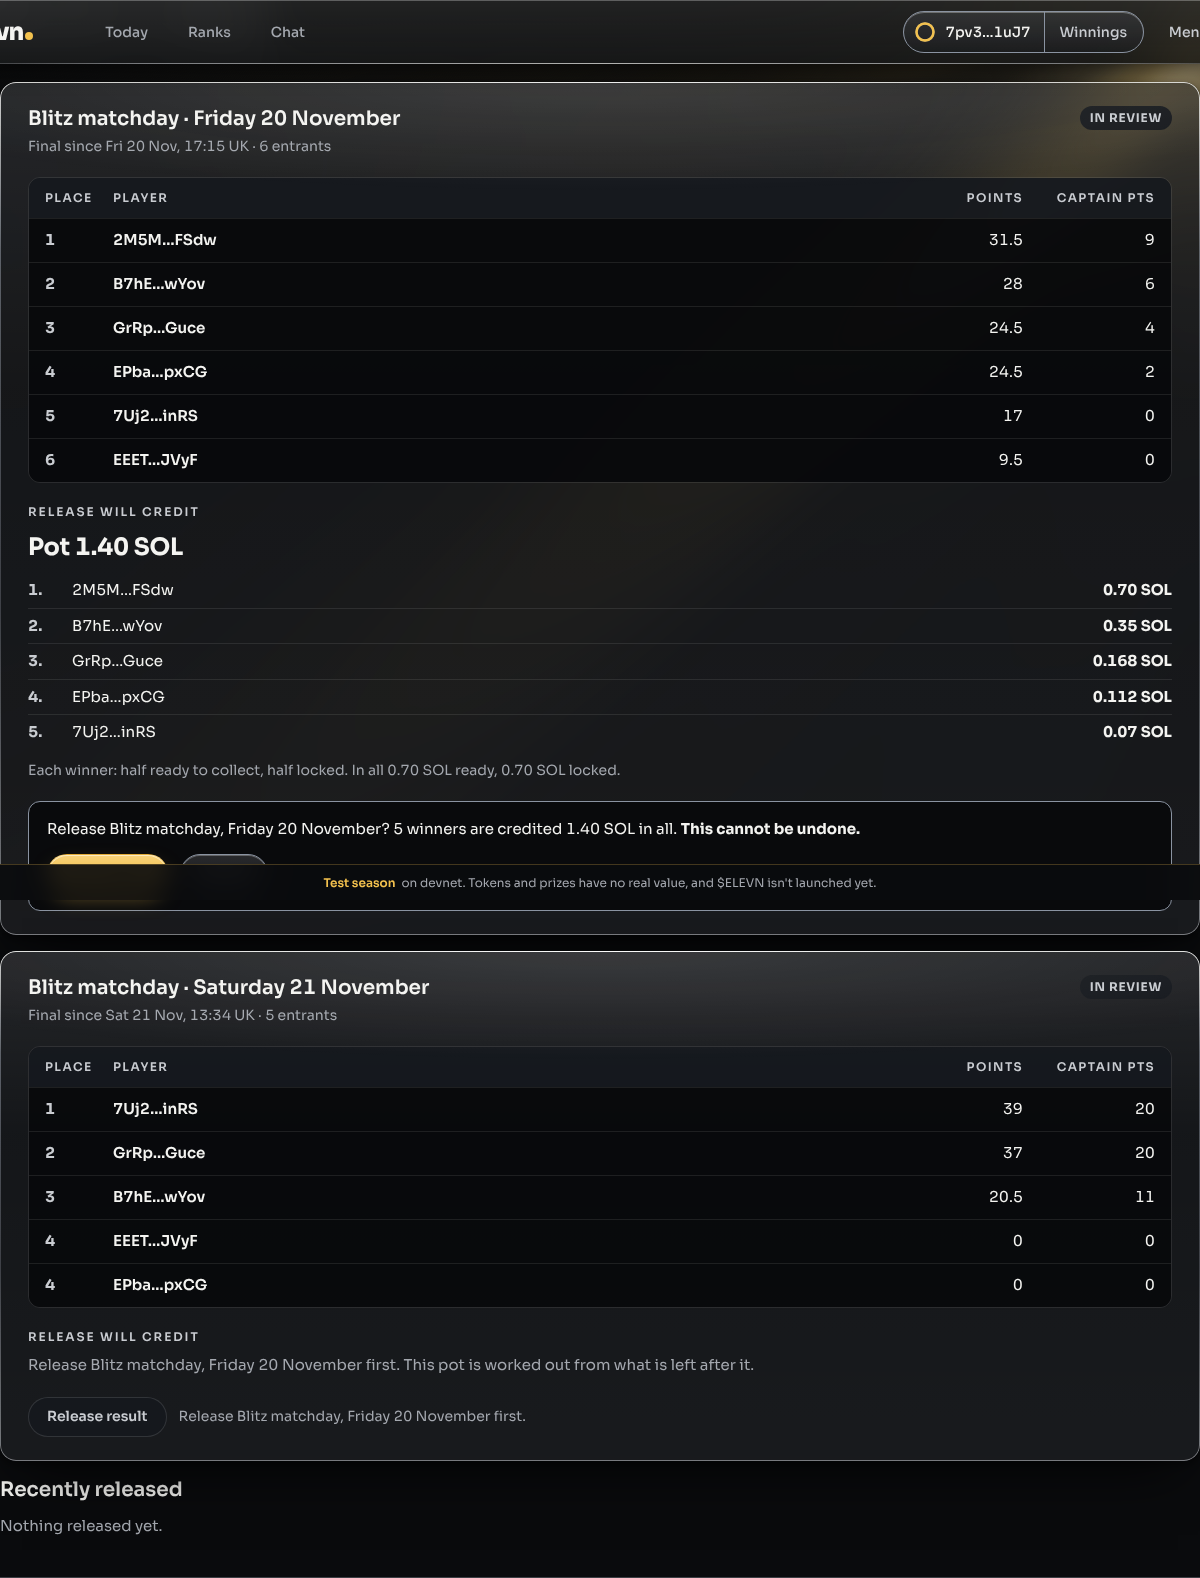 vn.
Today Ranks Chat 7pv3...1uJ7 Winnings Men
Blitz matchday · Friday 20 November IN REVIEW
Final since Fri 20 Nov, 17:15 UK · 6 entrants
PLACE PLAYER POINTS CAPTAIN PTS
1 2M5M...FSdw 31.5 9
2 B7hE...wYov 28 6
3 GrRp...Guce 24.5 4
4 EPba...pxCG 24.5 2
5 7Uj2...inRS 17 0
6 EEET...JVyF 9.5 0
RELEASE WILL CREDIT
Pot 1.40 SOL
1. 2M5M...FSdw 0.70 SOL
2. B7hE...wYov 0.35 SOL
3. GrRp...Guce 0.168 SOL
4. EPba...pxCG 0.112 SOL
5. 7Uj2...inRS 0.07 SOL
Each winner: half ready to collect, half locked. In all 0.70 SOL ready, 0.70 SOL locked.
Release Blitz matchday, Friday 20 November? 5 winners are credited 1.40 SOL in all. This cannot be undone.
Test season on devnet. Tokens and prizes have no real value, and $ELEVN isn't launched yet.
Blitz matchday · Saturday 21 November IN REVIEW
Final since Sat 21 Nov, 13:34 UK · 5 entrants
PLACE PLAYER POINTS CAPTAIN PTS
1 7Uj2...inRS 39 20
2 GrRp...Guce 37 20
3 B7hE...wYov 20.5 11
4 EEET...JVyF 0 0
4 EPba...pxCG 0 0
RELEASE WILL CREDIT
Release Blitz matchday, Friday 20 November first. This pot is worked out from what is left after it.
Release result Release Blitz matchday, Friday 20 November first.
Recently released
Nothing released yet.